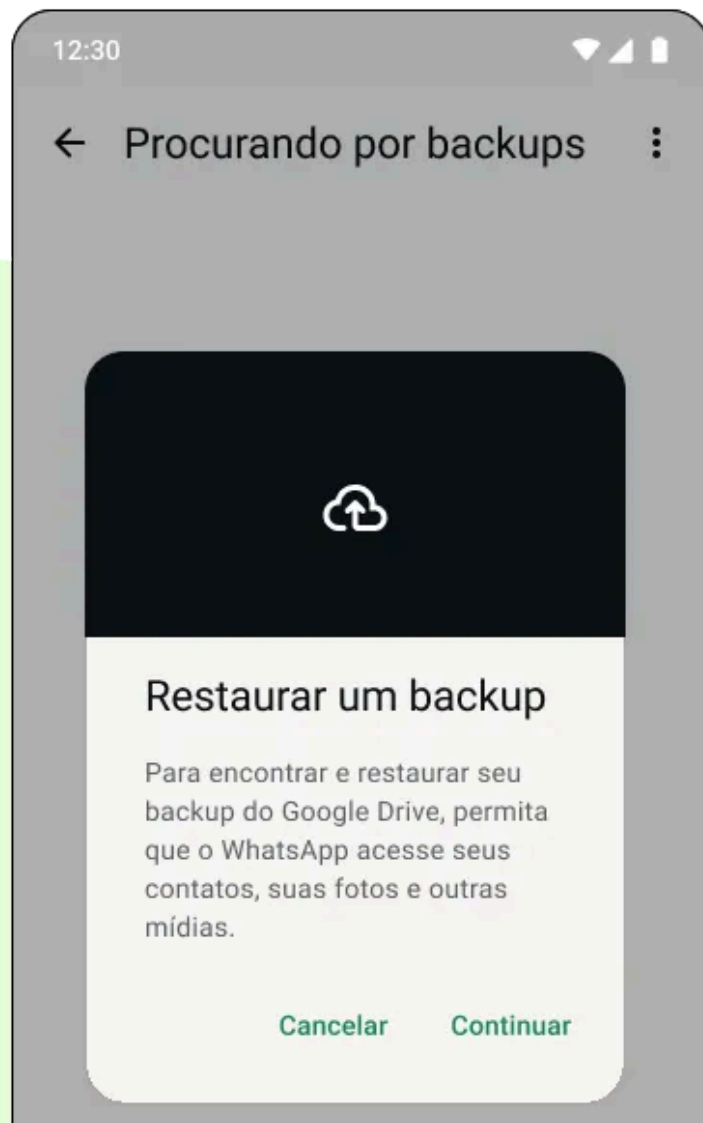 12:30
Procurando por backups
Restaurar um backup
Para encontrar e restaurar seu
backup do Google Drive, permita
que o WhatsApp acesse seus
contatos, suas fotos e outras
mídias.
Cancelar Continuar